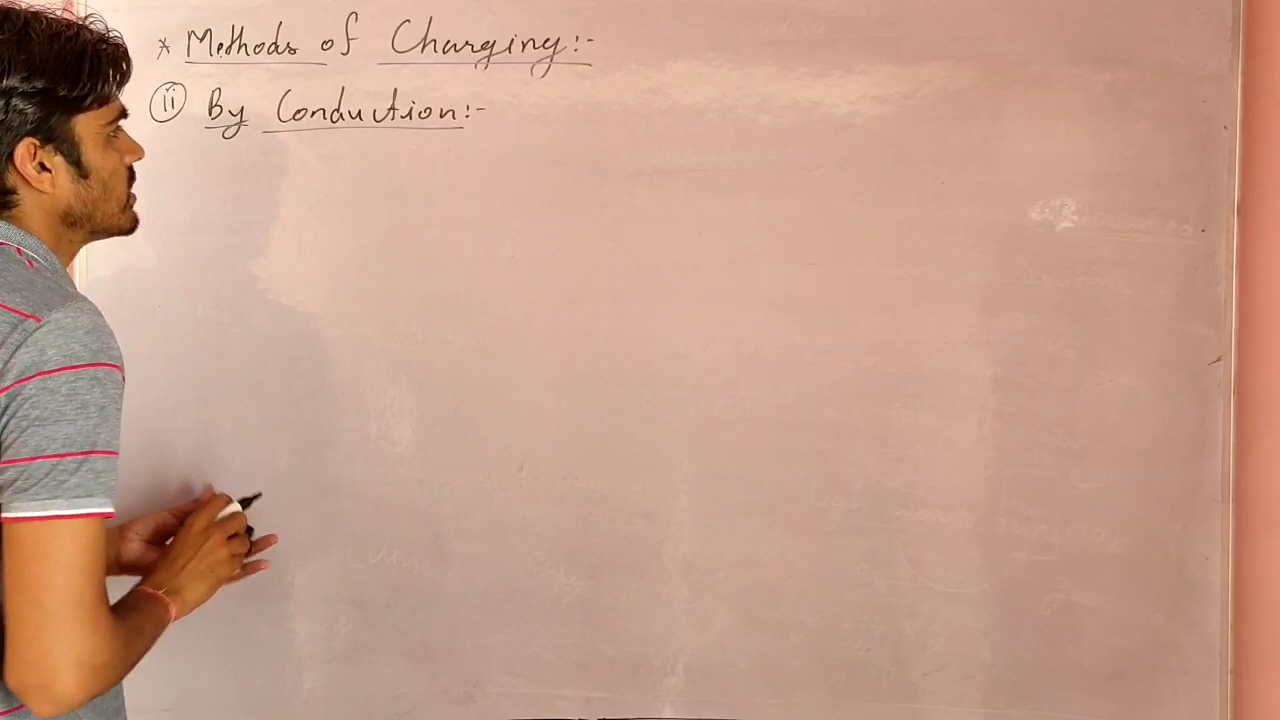 * Methods of Charging:-
(ii) By Conduction:-